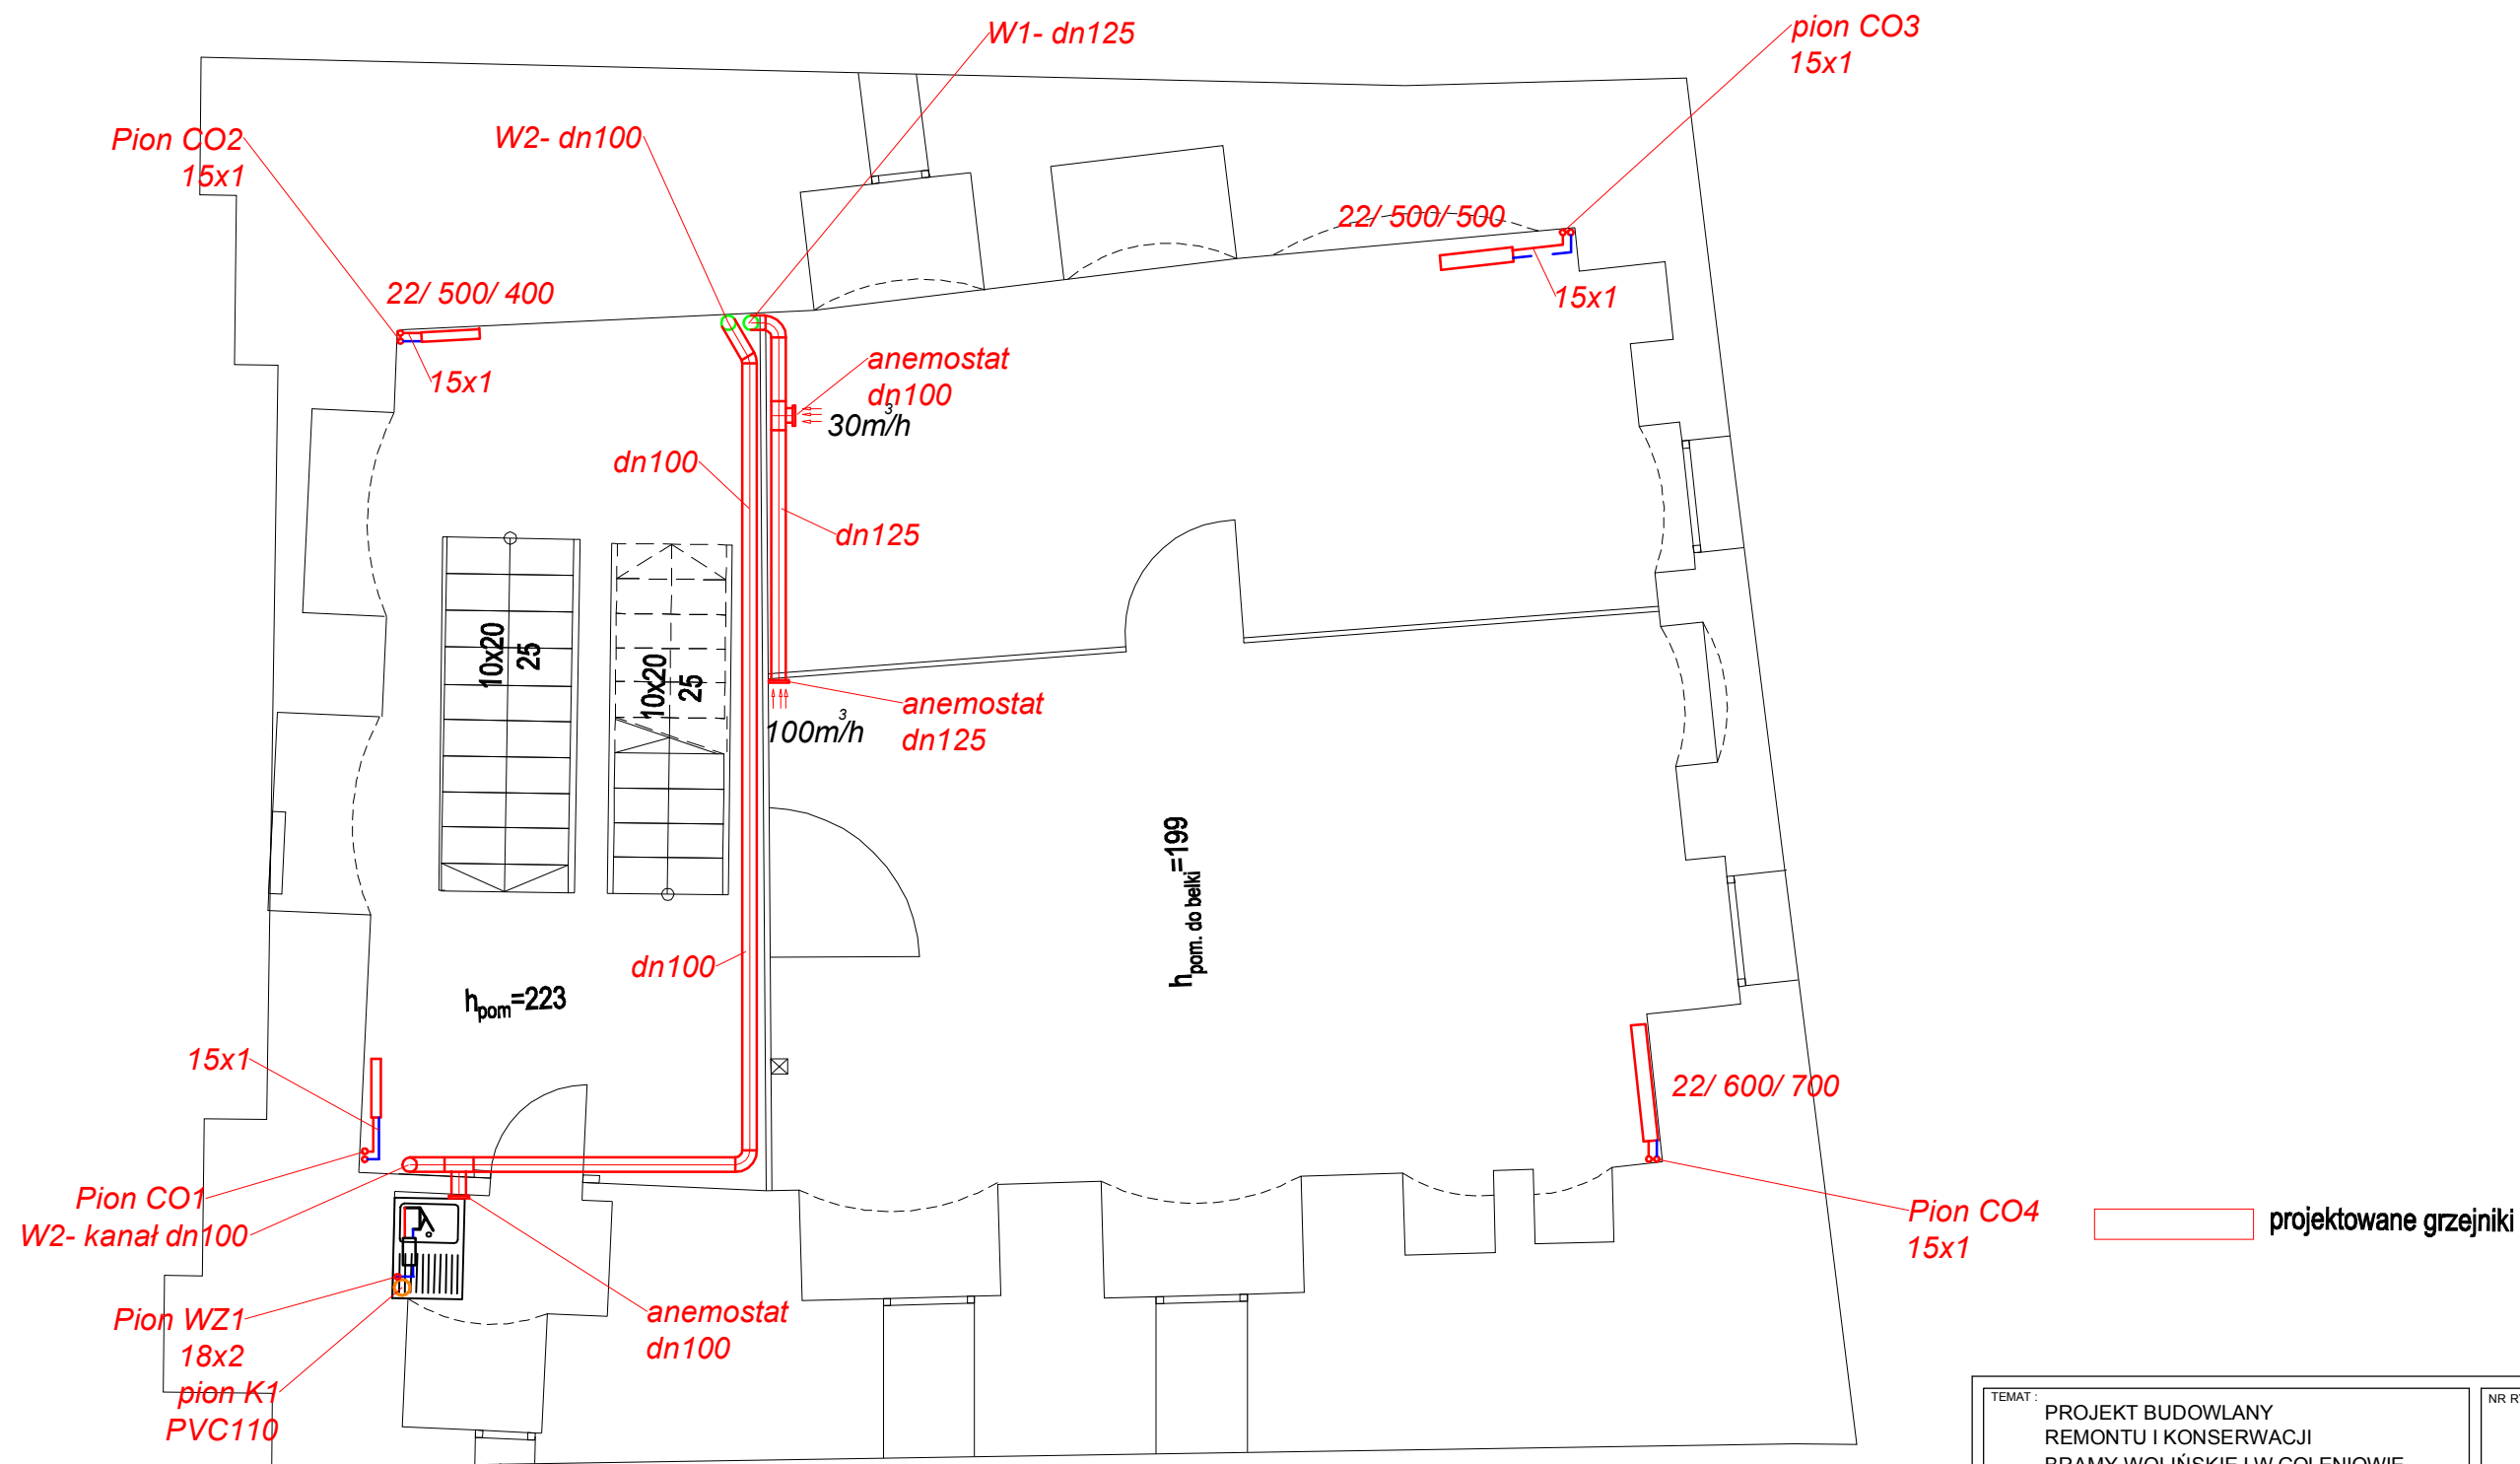 W1- dn125
pion CO3
15x1
Pion CO2
15x1
W2- dn100
22/ 500/ 500
22/ 500/ 400
15x1
15x1
anemostat
dn100
30m³/h
dn100
dn125
10x20
25
10x20
25
anemostat
dn125
100m³/h
h pom. do belki =199
dn100
h pom =223
15x1
22/ 600/ 700
Pion CO1
W2- kanał dn100
Pion CO4
15x1
projektowane grzejniki
Pion WZ1
18x2
anemostat
dn100
pion K1
PVC110
TEMAT :
PROJEKT BUDOWLANY
REMONTU I KONSERWACJI